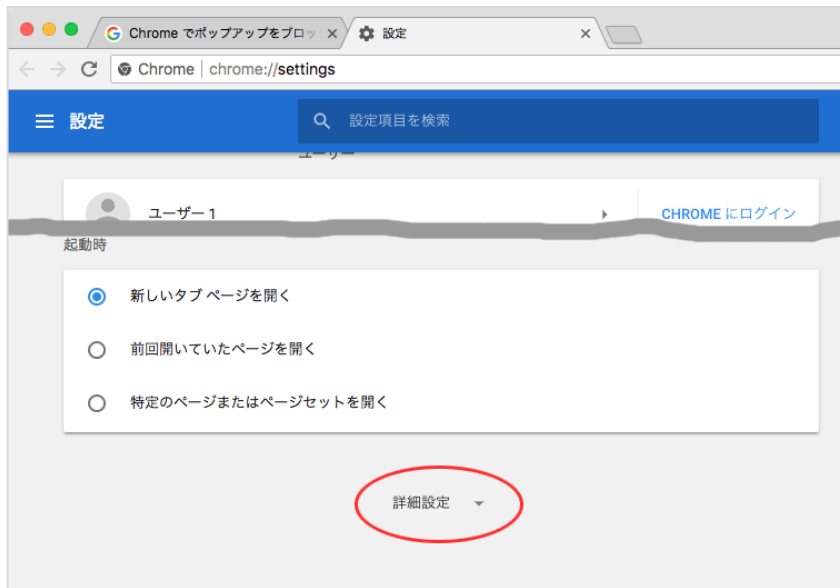 Chrome でポップアップをブロッ
設定
Chrome | chrome://settings
設定
設定項目を検索
ユーザー
ユーザー 1
CHROME にログイン
起動時
新しいタブ ページを開く
前回開いていたページを開く
特定のページまたはページセットを開く
詳細設定